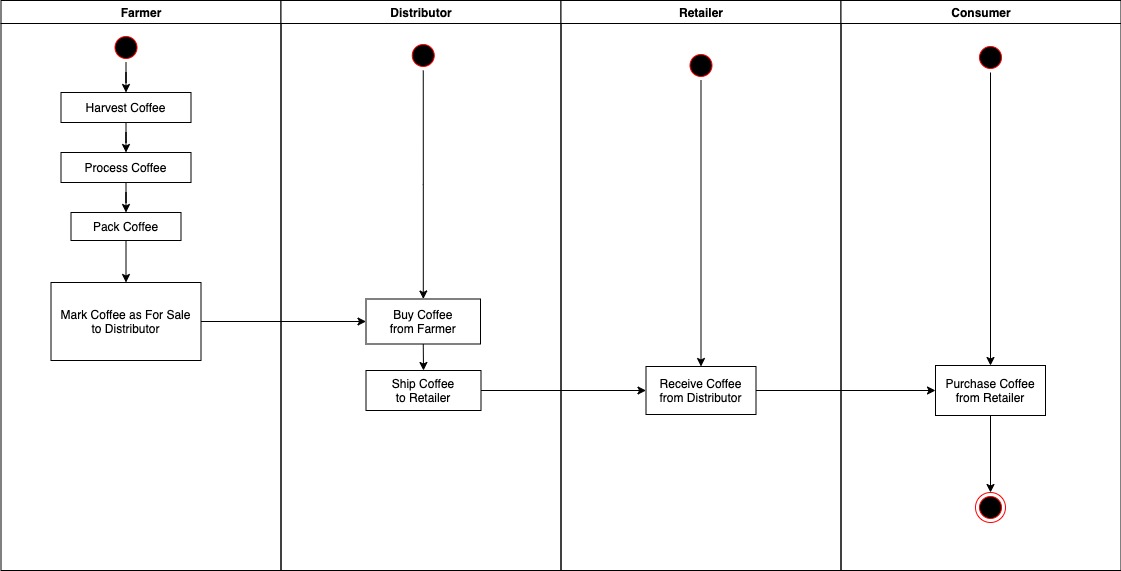 Farmer
Distributor
Retailer
Consumer
Harvest Coffee
Process Coffee
Pack Coffee
Mark Coffee as For Sale
to Distributor
Buy Coffee
from Farmer
Ship Coffee
to Retailer
Receive Coffee
from Distributor
Purchase Coffee
from Retailer